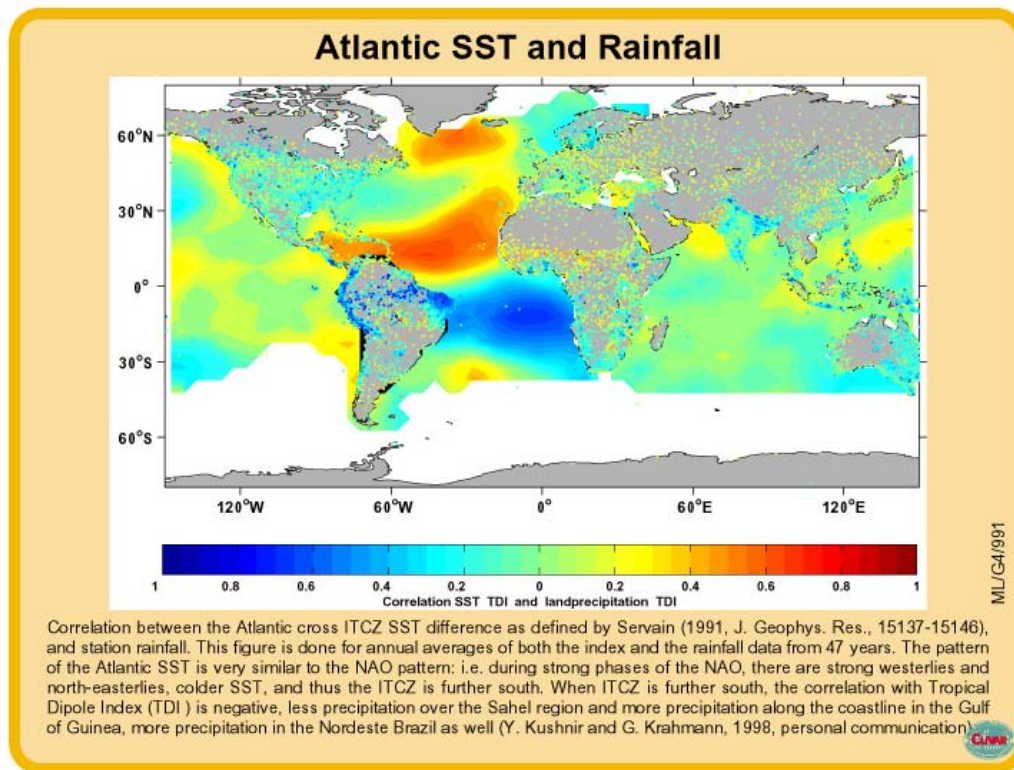 Atlantic SST and Rainfall
60°N
30°N
0°
30°S
60°S
120°W 60°W 0° 60°E 120°E
1 0.8 0.6 0.4 0.2 0 0.2 0.4 0.6 0.8 1
Correlation SST TDI and landprecipitation TDI
ML/G4/991
Correlation between the Atlantic cross ITCZ SST difference as defined by Servain (1991, J. Geophys. Res., 15137-15146),
and station rainfall. This figure is done for annual averages of both the index and the rainfall data from 47 years. The pattern
of the Atlantic SST is very similar to the NAO pattern: i.e. during strong phases of the NAO, there are strong westerlies and
north-easterlies, colder SST, and thus the ITCZ is further south. When ITCZ is further south, the correlation with Tropical
Dipole Index (TDI ) is negative, less precipitation over the Sahel region and more precipitation along the coastline in the Gulf
of Guinea, more precipitation in the Nordeste Brazil as well (Y. Kushnir and G. Krahmann, 1998, personal communication)
CLIVAR